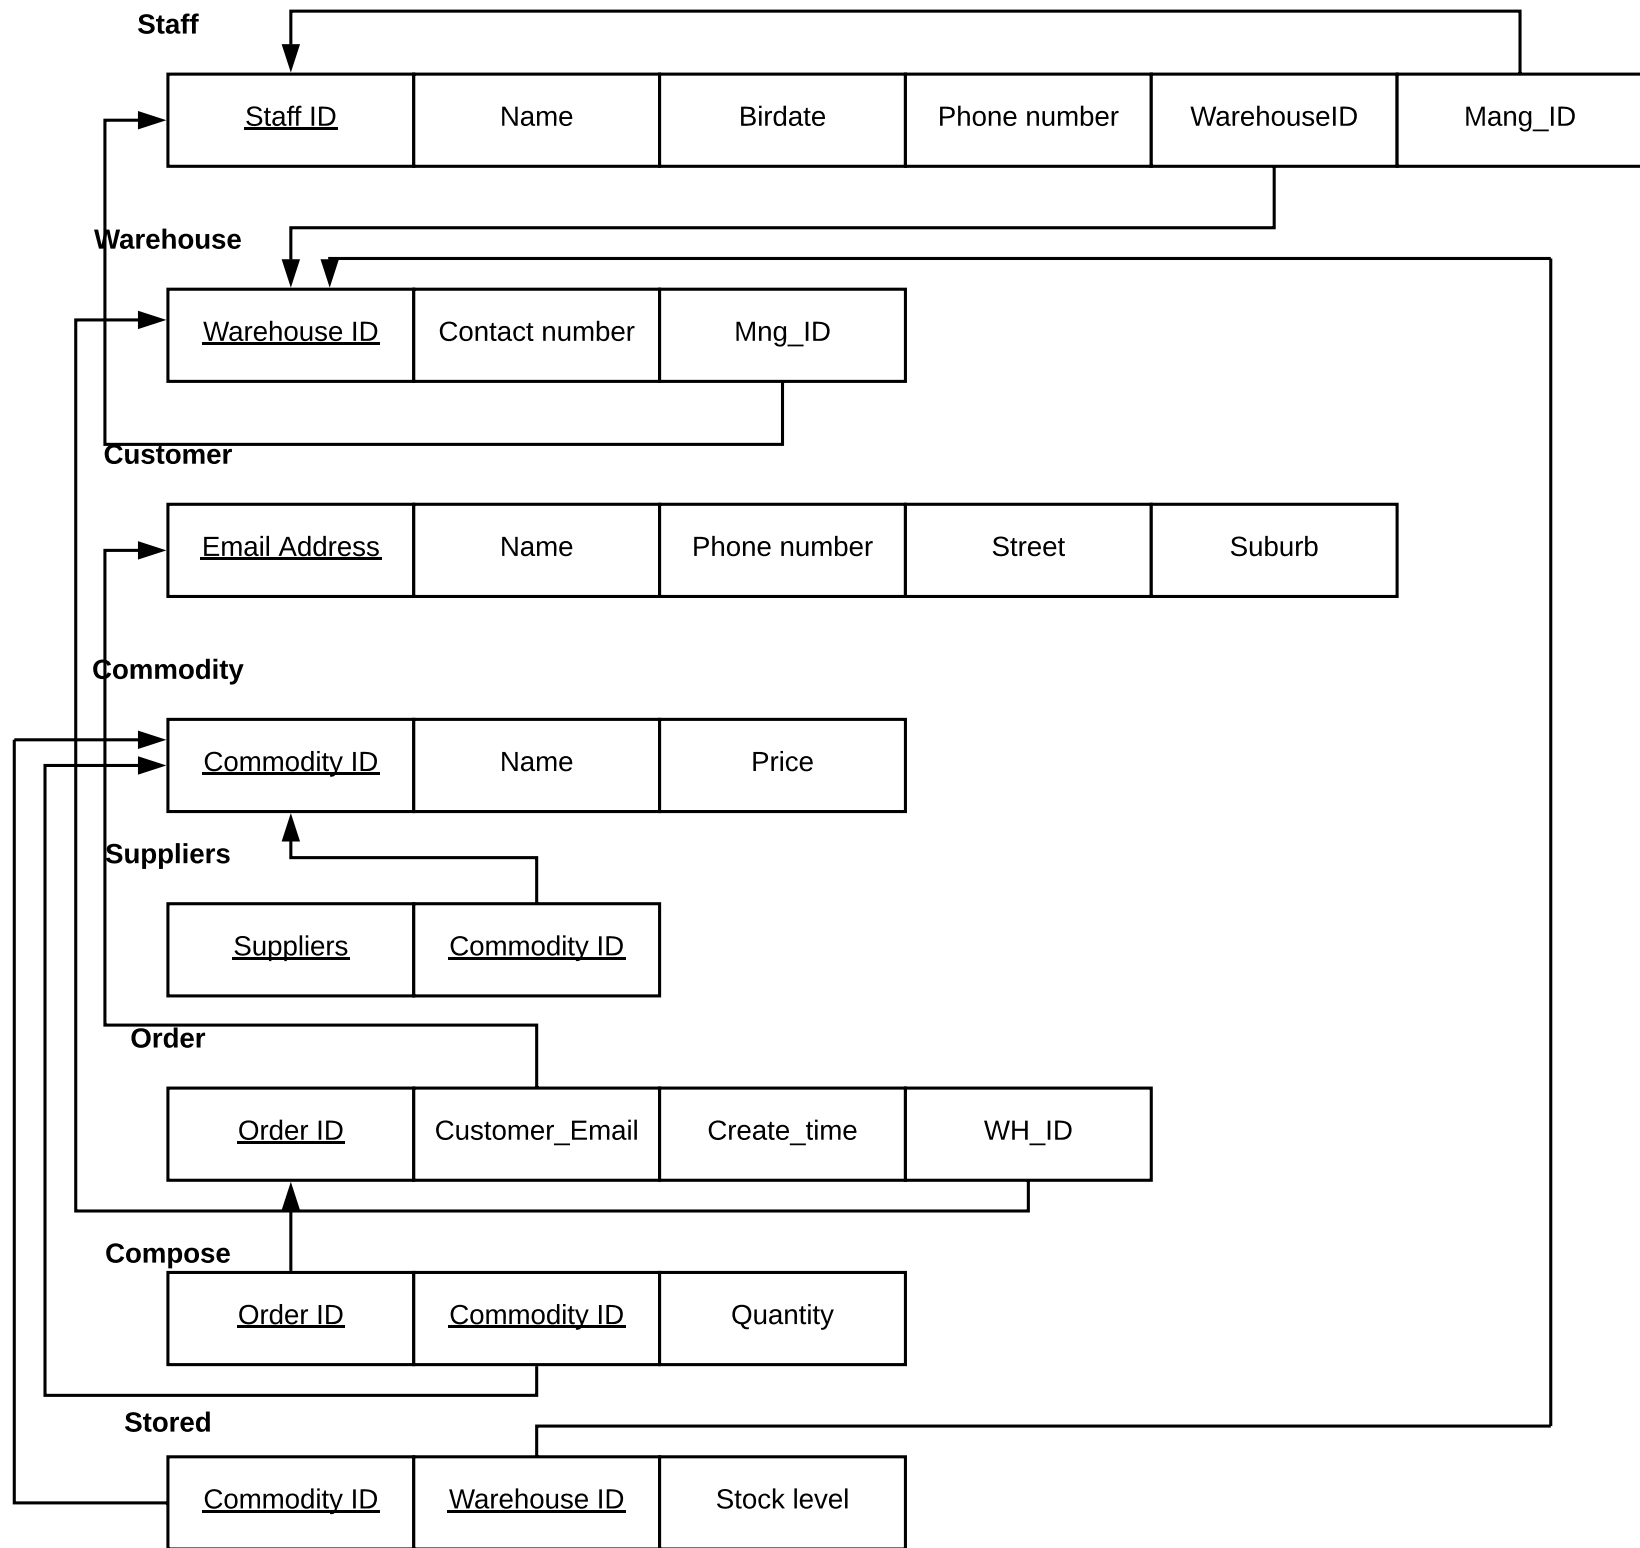 Staff
Staff ID Name Birdate Phone number WarehouseID Mang_ID
Warehouse
Warehouse ID Contact number Mng_ID
Customer
Email Address Name Phone number Street Suburb
Commodity
Commodity ID Name Price
Suppliers
Suppliers Commodity ID
Order
Order ID Customer_Email Create_time WH_ID
Compose
Order ID Commodity ID Quantity
Stored
Commodity ID Warehouse ID Stock level